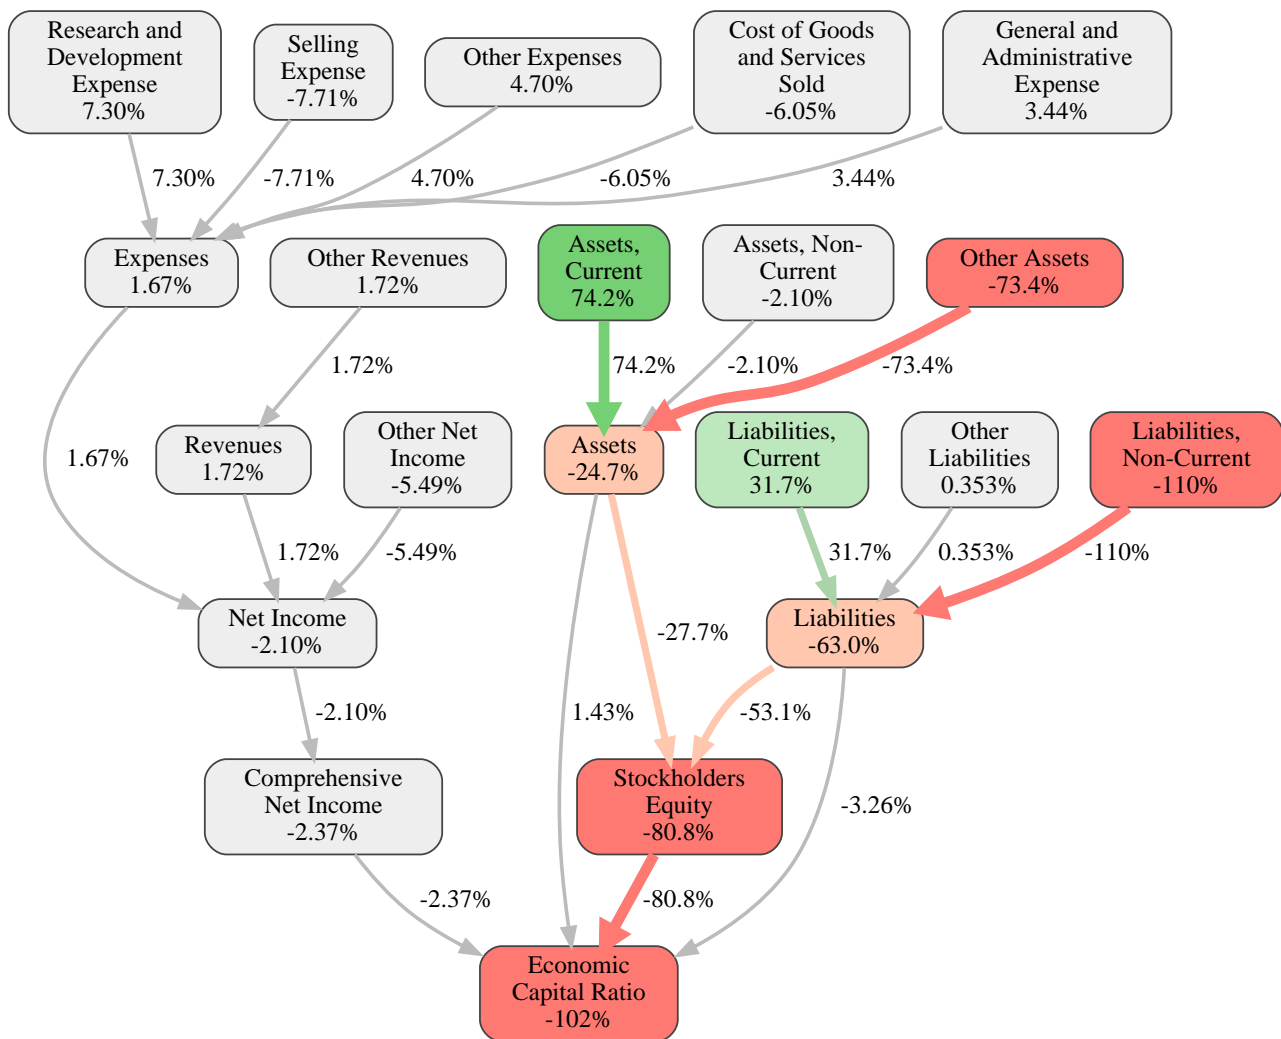 Research and
Development
Expense
7.30%
Selling
Expense
-7.71%
Other Expenses
4.70%
Cost of Goods
and Services
Sold
-6.05%
General and
Administrative
Expense
3.44%
7.30%
-7.71%
4.70%
-6.05%
3.44%
Expenses
1.67%
Other Revenues
1.72%
Assets,
Current
74.2%
Assets, Non-
Current
-2.10%
Other Assets
-73.4%
1.72%
74.2%
-2.10%
-73.4%
1.67%
Revenues
1.72%
Other Net
Income
-5.49%
Assets
-24.7%
Liabilities,
Current
31.7%
Other
Liabilities
0.353%
Liabilities,
Non-Current
-110%
1.72%
-5.49%
31.7%
0.353%
-110%
Net Income
-2.10%
-27.7%
Liabilities
-63.0%
-2.10%
1.43%
-53.1%
Comprehensive
Net Income
-2.37%
Stockholders
Equity
-80.8%
-3.26%
-2.37%
-80.8%
Economic
Capital Ratio
-102%